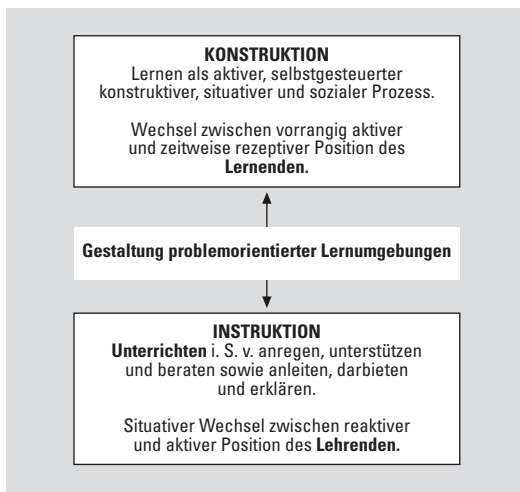 KONSTRUKTION
Lernen als aktiver, selbstgesteuerter
konstruktiver, situativer und sozialer Prozess.
Wechsel zwischen vorrangig aktiver
und zeitweise rezeptiver Position des
Lernenden.
Gestaltung problemorientierter Lernumgebungen
INSTRUKTION
Unterrichten i. S. v. anregen, unterstützen
und beraten sowie anleiten, darbieten
und erklären.
Situativer Wechsel zwischen reaktiver
und aktiver Position des Lehrenden.